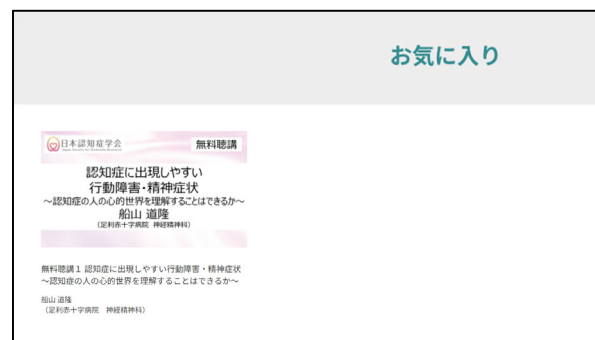 お気に入り
日本認知症学会
無料聴講
認知症に出現しやすい
行動障害・精神症状
～認知症の人の心的世界を理解することはできるか～
船山 道隆
（足利赤十字病院 神経精神科）
無料聴講１ 認知症に出現しやすい行動障害・精神症状
～認知症の人の心的世界を理解することはできるか～
船山 道隆
（足利赤十字病院　神経精神科）